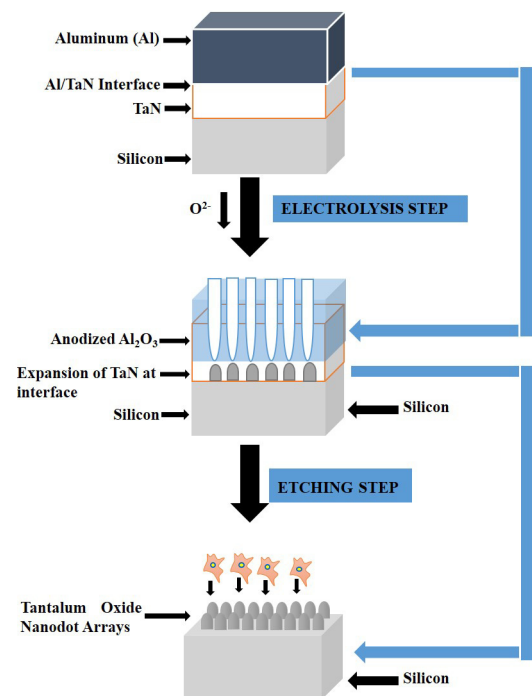 Aluminum (Al)
Al/TaN Interface
TaN
Silicon
O²⁻
ELECTROLYSIS STEP
Anodized Al₂O₃
Expansion of TaN at
interface
Silicon
Silicon
ETCHING STEP
Tantalum Oxide
Nanodot Arrays
Silicon